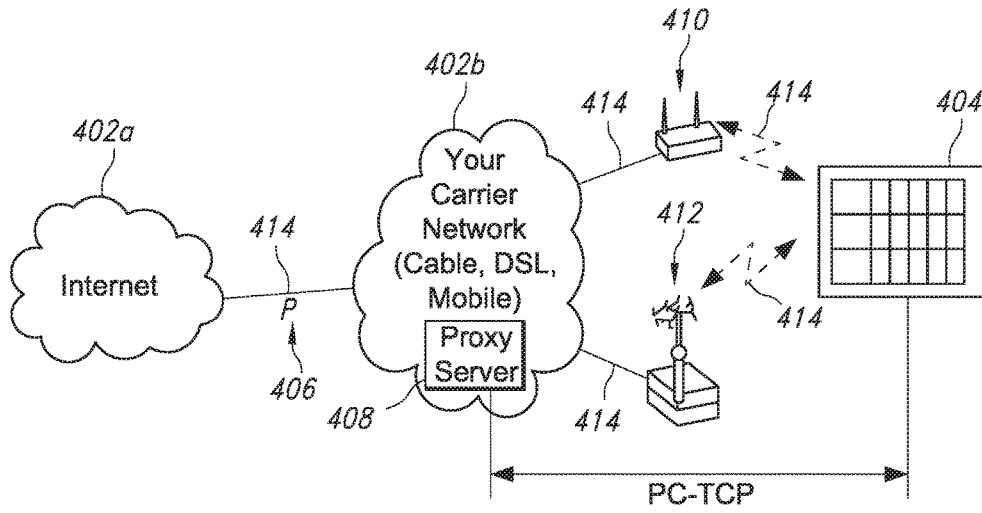 410
402b
414
414
404
402a
Your
Carrier
Network
(Cable, DSL,
Mobile)
412
414
Internet
P
406
414
Proxy
Server
408
414
PC-TCP